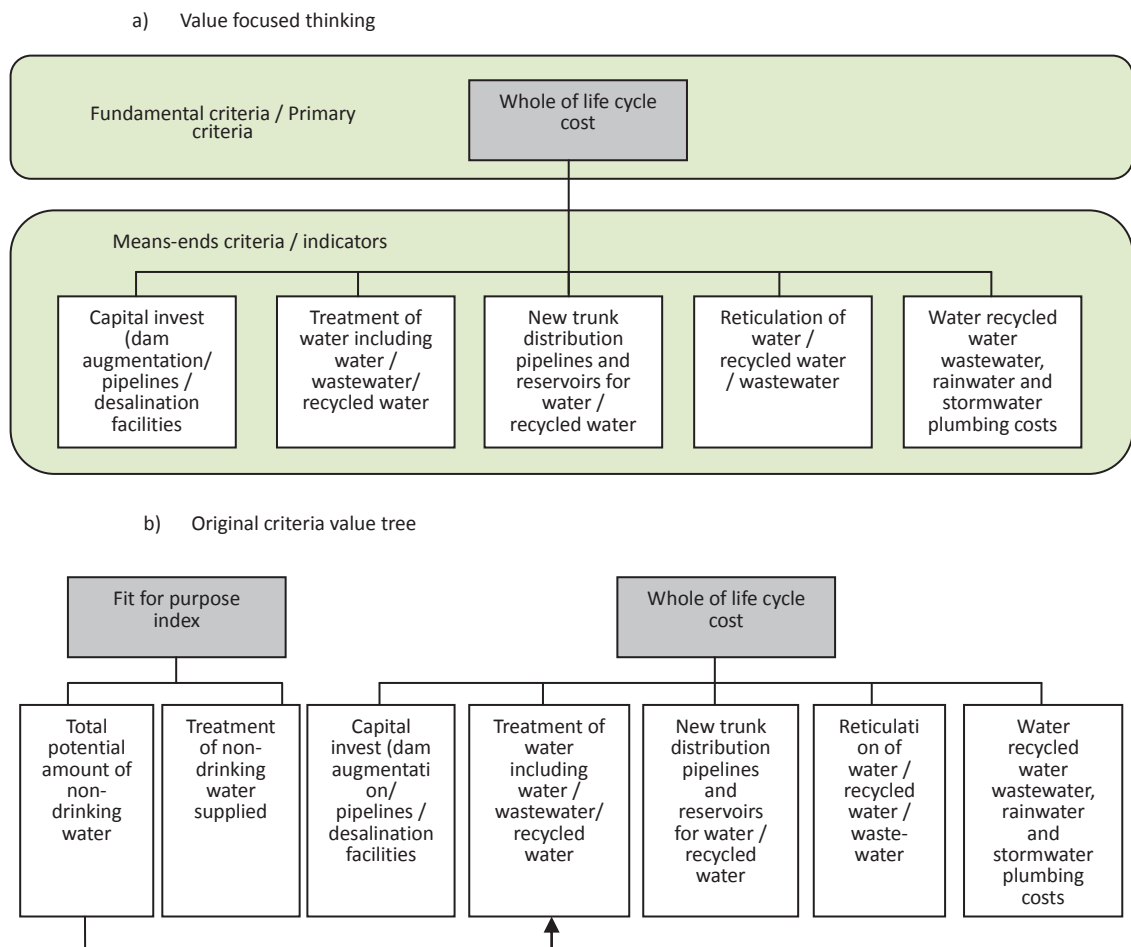 a) Value focused thinking
Fundamental criteria / Primary
criteria
Whole of life cycle
cost
Means-ends criteria / indicators
Capital invest
(dam
augmentation/
pipelines /
desalination
facilities
Treatment of
water including
water /
wastewater/
recycled water
New trunk
distribution
pipelines and
reservoirs for
water /
recycled water
Reticulation of
water /
recycled water
/ wastewater
Water recycled
water
wastewater,
rainwater and
stormwater
plumbing costs
b) Original criteria value tree
Fit for purpose
index
Whole of life cycle
cost
Total
potential
amount of
non-
drinking
water
Treatment
of non-
drinking
water
supplied
Capital
invest (dam
augmentati
on/
pipelines /
desalination
facilities
Treatment of
water
including
water /
wastewater/
recycled
water
New trunk
distribution
pipelines
and
reservoirs
for water /
recycled
water
Reticulati
on of
water /
recycled
water /
waste-
water
Water
recycled
water
wastewater,
rainwater
and
stormwater
plumbing
costs